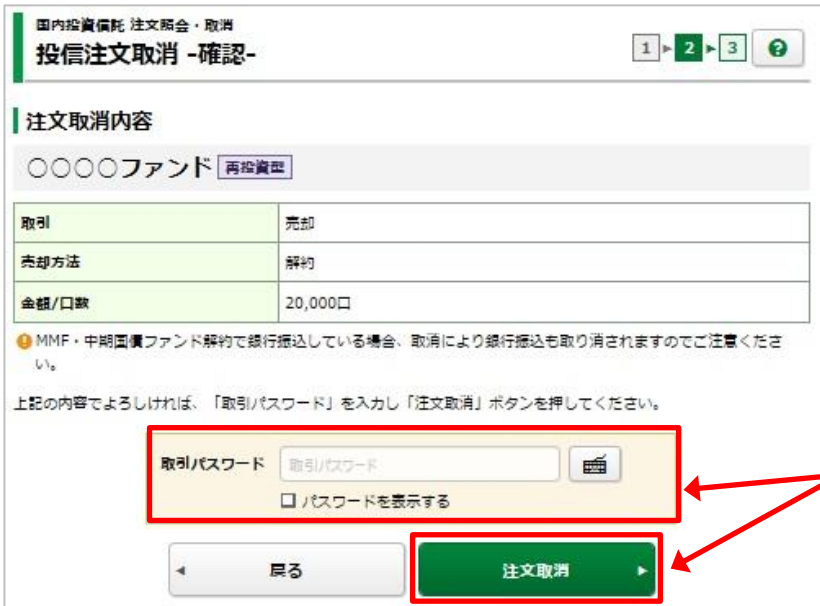 国内投資信託 注文照会・取消
投信注文取消 -確認-
1 ▶ 2 ▶ 3 ?
注文取消内容
○○○○ファンド 再投資型
取引 売却
売却方法 解約
金額/口数 20,000口
MMF・中期国債ファンド解約で銀行振込している場合、取消により銀行振込も取り消されますのでご注意くださ
い。
上記の内容でよろしければ、「取引パスワード」を入力し「注文取消」ボタンを押してください。
取引パスワード 取引パスワード
パスワードを表示する
戻る 注文取消